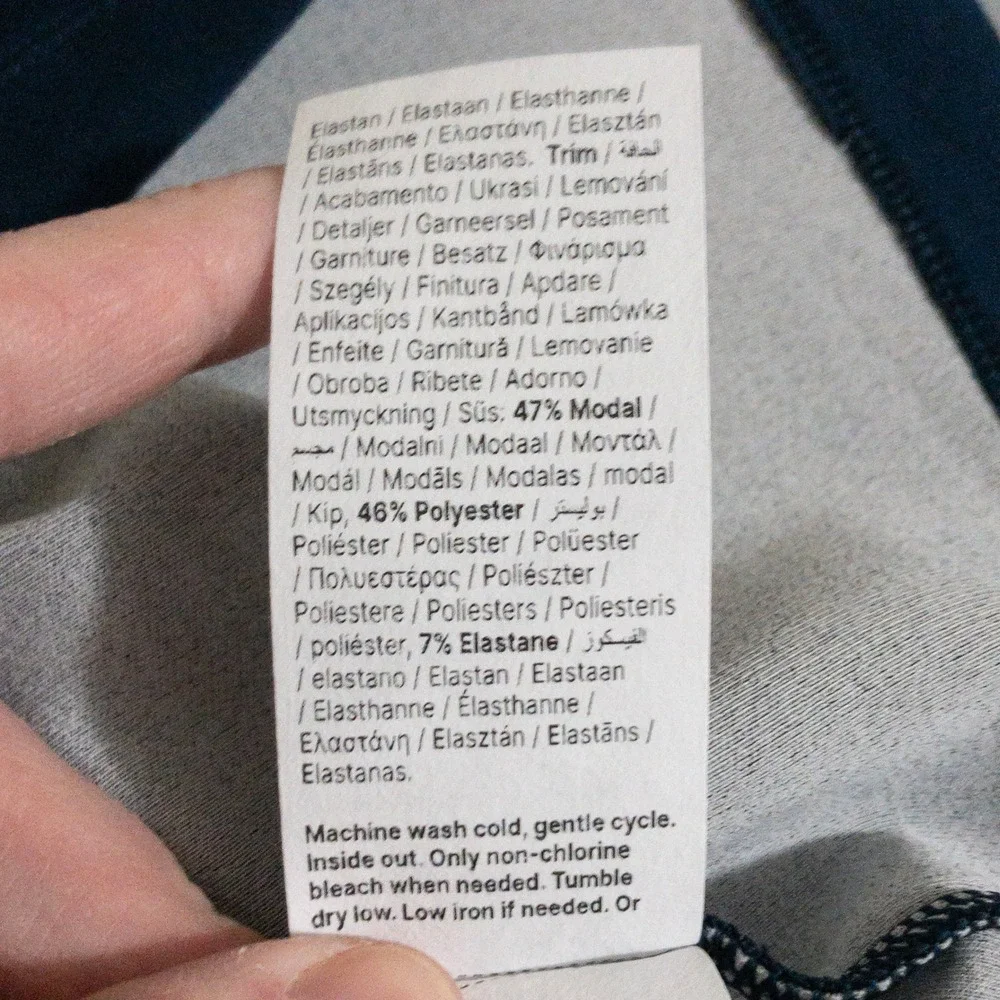 Elastan / Elastaan / Elasthanne /
Élasthanne / Ελαστάνη / Elasztán
/ Elastāns / Elastanas. Trim / الحافة
/ Acabamento / Ukrasi / Lemování
/ Detaljer / Garneersel / Posament
/ Garniture / Besatz / Φινάρισμα
/ Szegély / Finitura / Apdare /
Aplikacijos / Kantbånd / Lamówka
/ Enfeite / Garnitură / Lemovanie
/ Obroba / Ribete / Adorno /
Utsmyckning / Süs: 47% Modal /
/ Modalni / Modaal / Μοντάλ /
Modál / Modāls / Modalas / modal
/ Kip, 46% Polyester / بوليستر /
Poliéster / Poliester / Polüester
/ Πολυεστέρας / Poliészter /
Poliestere / Poliesters / Poliesteris
/ poliéster, 7% Elastane / الفيسكوز
/ elastano / Elastan / Elastaan
/ Elasthanne / Élasthanne /
Ελαστάνη / Elasztán / Elastāns /
Elastanas.
Machine wash cold, gentle cycle.
Inside out. Only non-chlorine
bleach when needed. Tumble
dry low. Low iron if needed. Or